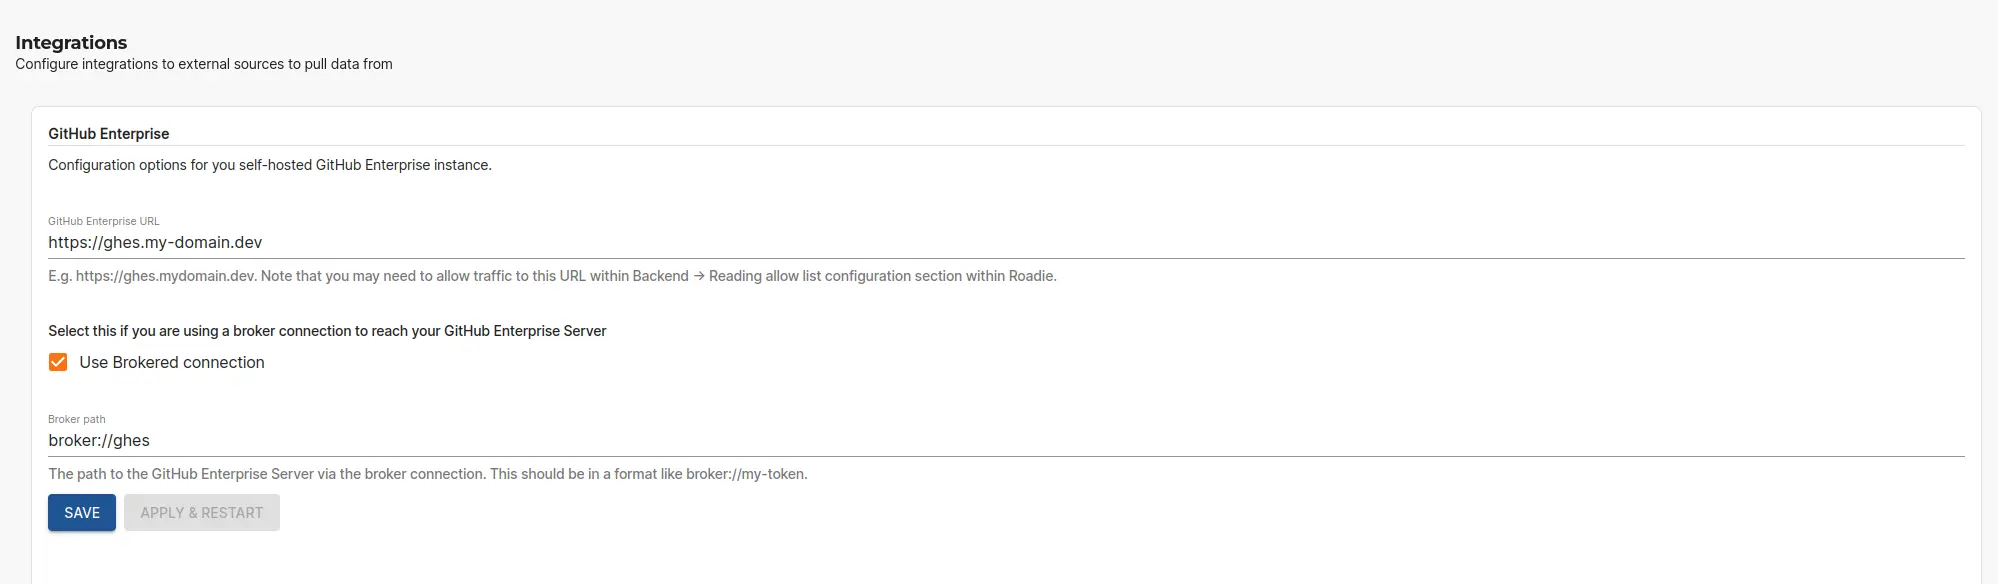 Integrations
Configure integrations to external sources to pull data from
GitHub Enterprise
Configuration options for you self-hosted GitHub Enterprise instance.
GitHub Enterprise URL
https://ghes.my-domain.dev
E.g. https://ghes.mydomain.dev. Note that you may need to allow traffic to this URL within Backend → Reading allow list configuration section within Roadie.
Select this if you are using a broker connection to reach your GitHub Enterprise Server
Use Brokered connection
Broker path
broker://ghes
The path to the GitHub Enterprise Server via the broker connection. This should be in a format like broker://my-token.
SAVE APPLY & RESTART